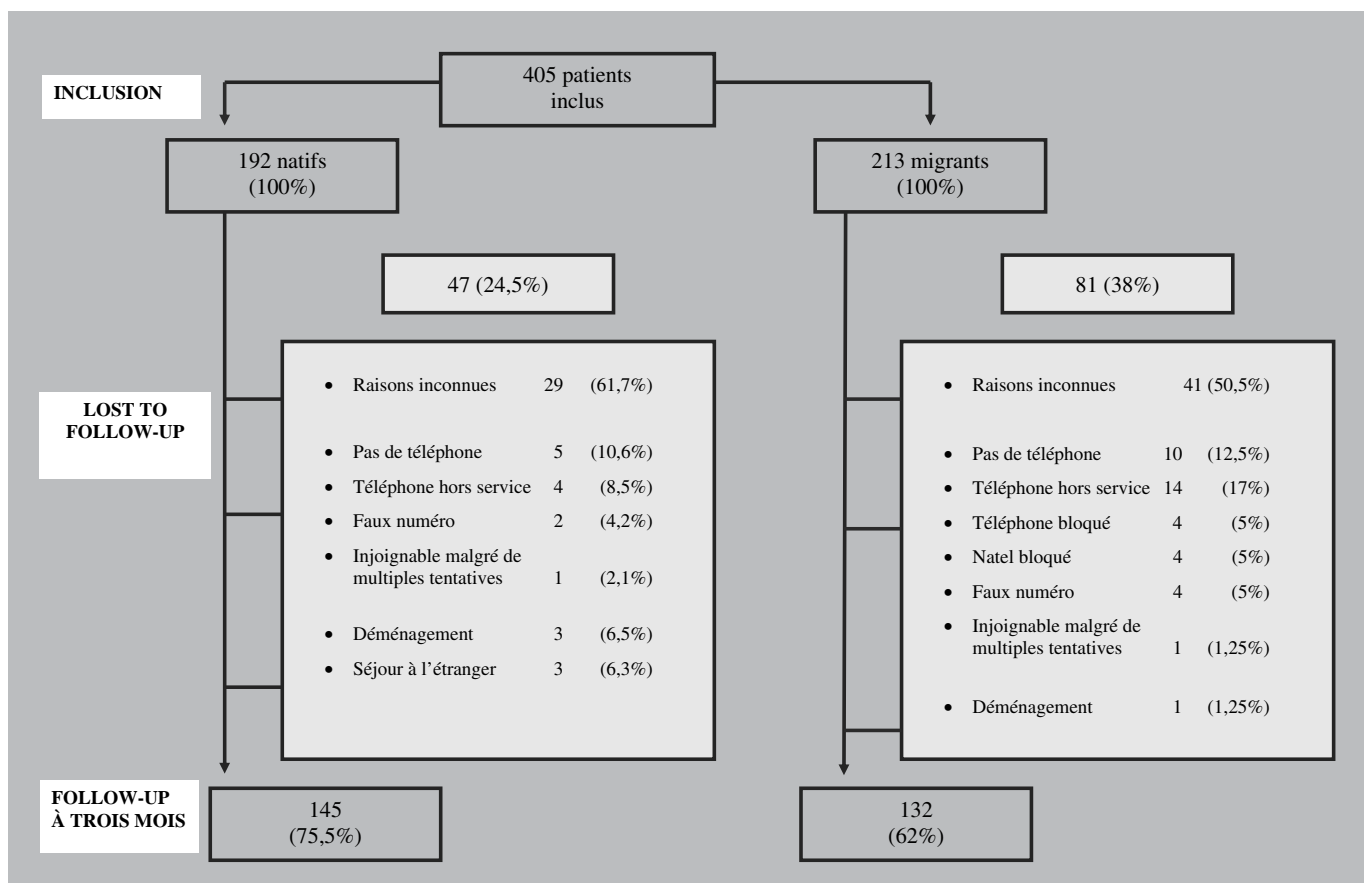 INCLUSION
405 patients
inclus
192 natifs
(100%)
213 migrants
(100%)
47 (24,5%)
81 (38%)
LOST TO
FOLLOW-UP
• Raisons inconnues 29 (61,7%)
• Pas de téléphone 5 (10,6%)
• Téléphone hors service 4 (8,5%)
• Faux numéro 2 (4,2%)
• Injoignable malgré de
multiples tentatives 1 (2,1%)
• Déménagement 3 (6,5%)
• Séjour à l’étranger 3 (6,3%)
• Raisons inconnues 41 (50,5%)
• Pas de téléphone 10 (12,5%)
• Téléphone hors service 14 (17%)
• Téléphone bloqué 4 (5%)
• Natel bloqué 4 (5%)
• Faux numéro 4 (5%)
• Injoignable malgré de
multiples tentatives 1 (1,25%)
• Déménagement 1 (1,25%)
FOLLOW-UP
À TROIS MOIS
145
(75,5%)
132
(62%)